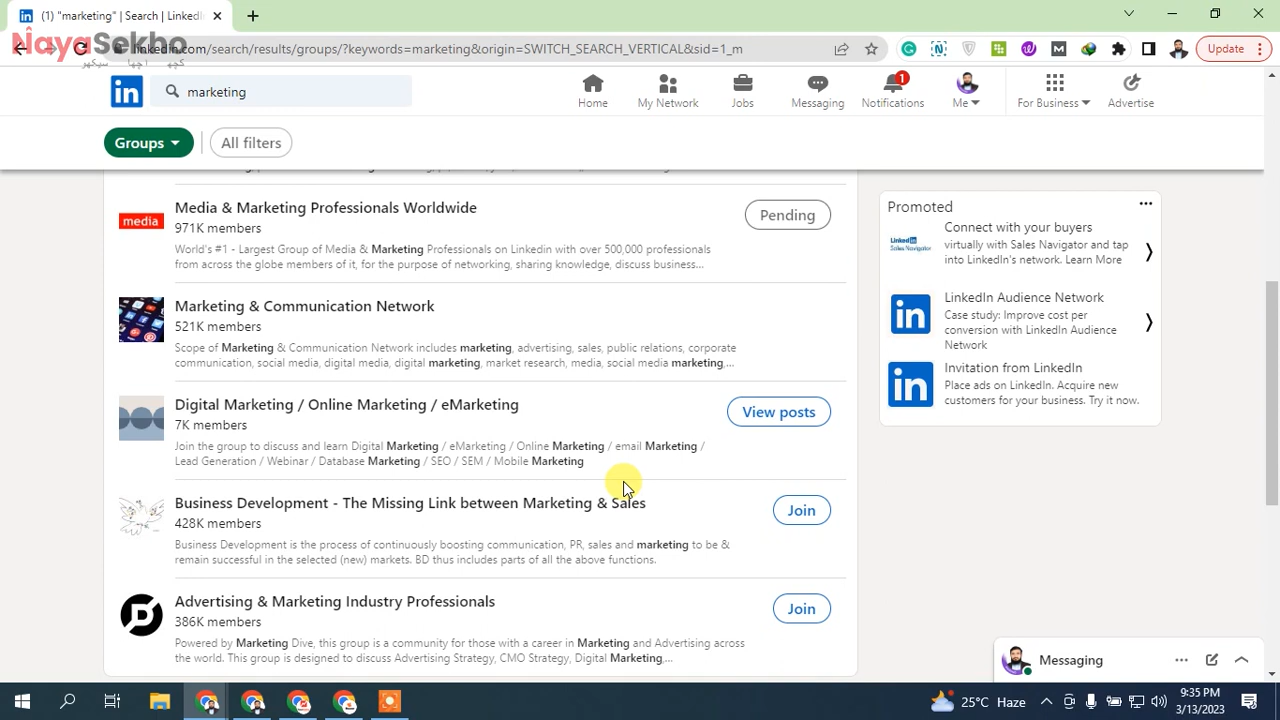 (1) "marketing" | Search | LinkedI
Update
NayaSekho
linkedin.com/search/results/groups/?keywords=marketing&origin=SWITCH_SEARCH_VERTICAL&sid=1_m
marketing
Home
My Network
Jobs
Messaging
1
Notifications
Me
For Business
Advertise
Groups
All filters
media
Media & Marketing Professionals Worldwide
971K members
Pending
World's #1 - Largest Group of Media & Marketing Professionals on Linkedin with over 500,000 professionals
from across the globe members of it, for the purpose of networking, sharing knowledge, discuss business...
Marketing & Communication Network
521K members
Scope of Marketing & Communication Network includes marketing, advertising, sales, public relations, corporate
communication, social media, digital media, digital marketing, market research, media, social media marketing,...
Digital Marketing / Online Marketing / eMarketing
7K members
View posts
Join the group to discuss and learn Digital Marketing / eMarketing / Online Marketing / email Marketing /
Lead Generation / Webinar / Database Marketing / SEO / SEM / Mobile Marketing
Business Development - The Missing Link between Marketing & Sales
428K members
Join
Business Development is the process of continuously boosting communication, PR, sales and marketing to be &
remain successful in the selected (new) markets. BD thus includes parts of all the above functions.
Advertising & Marketing Industry Professionals
386K members
Join
Powered by Marketing Dive, this group is a community for those with a career in Marketing and Advertising across
the world. This group is designed to discuss Advertising Strategy, CMO Strategy, Digital Marketing,...
Promoted
Connect with your buyers
virtually with Sales Navigator and tap
into LinkedIn's network. Learn More
LinkedIn Audience Network
Case study: Improve cost per
conversion with LinkedIn Audience
Network
Invitation from LinkedIn
Place ads on LinkedIn. Acquire new
customers for your business. Try it now.
Messaging
25°C Haze
9:35 PM
3/13/2023